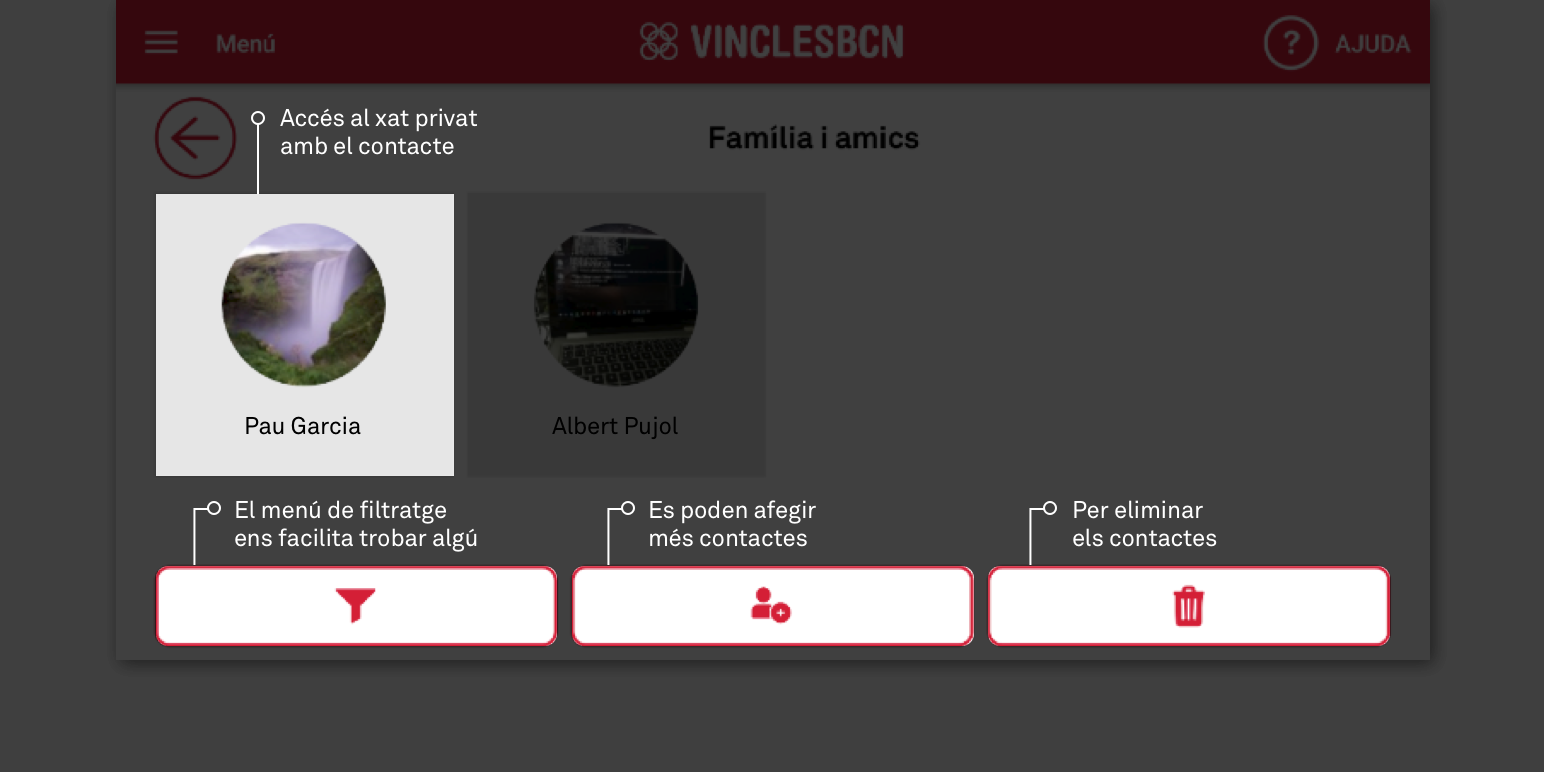 Menú
VINCLESBCN
? AJUDA
Accés al xat privat
amb el contacte
Família i amics
Pau Garcia
Albert Pujol
El menú de filtratge
ens facilita trobar algú
Es poden afegir
més contactes
Per eliminar
els contactes